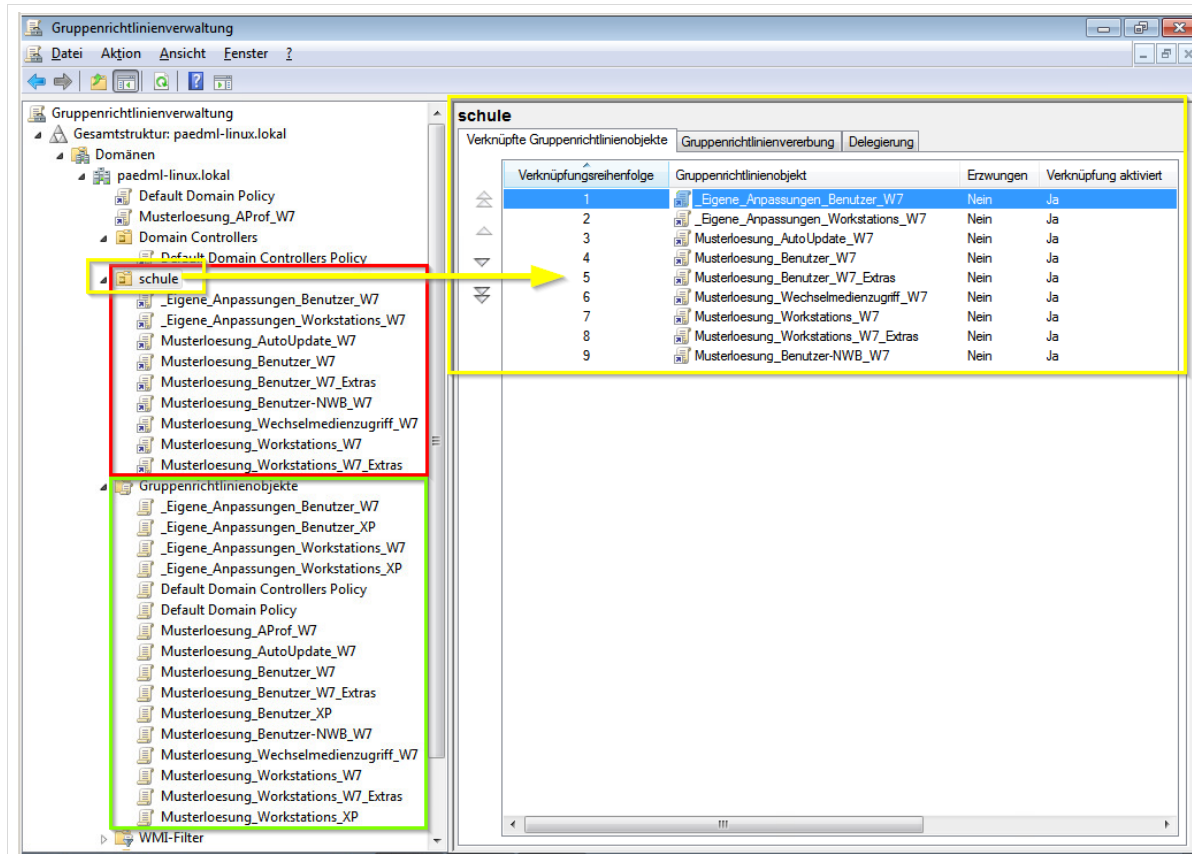 Gruppenrichtlinienverwaltung
Datei Aktion Ansicht Fenster ?
Gruppenrichtlinienverwaltung
Gesamtstruktur: paedml-linux.lokal
Domänen
paedml-linux.lokal
Default Domain Policy
Musterloesung_AProf_W7
Domain Controllers
Default Domain Controllers Policy
schule
_Eigene_Anpassungen_Benutzer_W7
_Eigene_Anpassungen_Workstations_W7
Musterloesung_AutoUpdate_W7
Musterloesung_Benutzer_W7
Musterloesung_Benutzer_W7_Extras
Musterloesung_Benutzer-NWB_W7
Musterloesung_Wechselmedienzugriff_W7
Musterloesung_Workstations_W7
Musterloesung_Workstations_W7_Extras
Gruppenrichtlinienobjekte
_Eigene_Anpassungen_Benutzer_W7
_Eigene_Anpassungen_Benutzer_XP
_Eigene_Anpassungen_Workstations_W7
_Eigene_Anpassungen_Workstations_XP
Default Domain Controllers Policy
Default Domain Policy
Musterloesung_AProf_W7
Musterloesung_AutoUpdate_W7
Musterloesung_Benutzer_W7
Musterloesung_Benutzer_W7_Extras
Musterloesung_Benutzer_XP
Musterloesung_Benutzer-NWB_W7
Musterloesung_Wechselmedienzugriff_W7
Musterloesung_Workstations_W7
Musterloesung_Workstations_W7_Extras
Musterloesung_Workstations_XP
WMI-Filter
schule
Verknüpfte Gruppenrichtlinienobjekte Gruppenrichtlinienvererbung Delegierung
Verknüpfungsreihenfolge Gruppenrichtlinienobjekt Erzwungen Verknüpfung aktiviert
1 _Eigene_Anpassungen_Benutzer_W7 Nein Ja
2 _Eigene_Anpassungen_Workstations_W7 Nein Ja
3 Musterloesung_AutoUpdate_W7 Nein Ja
4 Musterloesung_Benutzer_W7 Nein Ja
5 Musterloesung_Benutzer_W7_Extras Nein Ja
6 Musterloesung_Wechselmedienzugriff_W7 Nein Ja
7 Musterloesung_Workstations_W7 Nein Ja
8 Musterloesung_Workstations_W7_Extras Nein Ja
9 Musterloesung_Benutzer-NWB_W7 Nein Ja